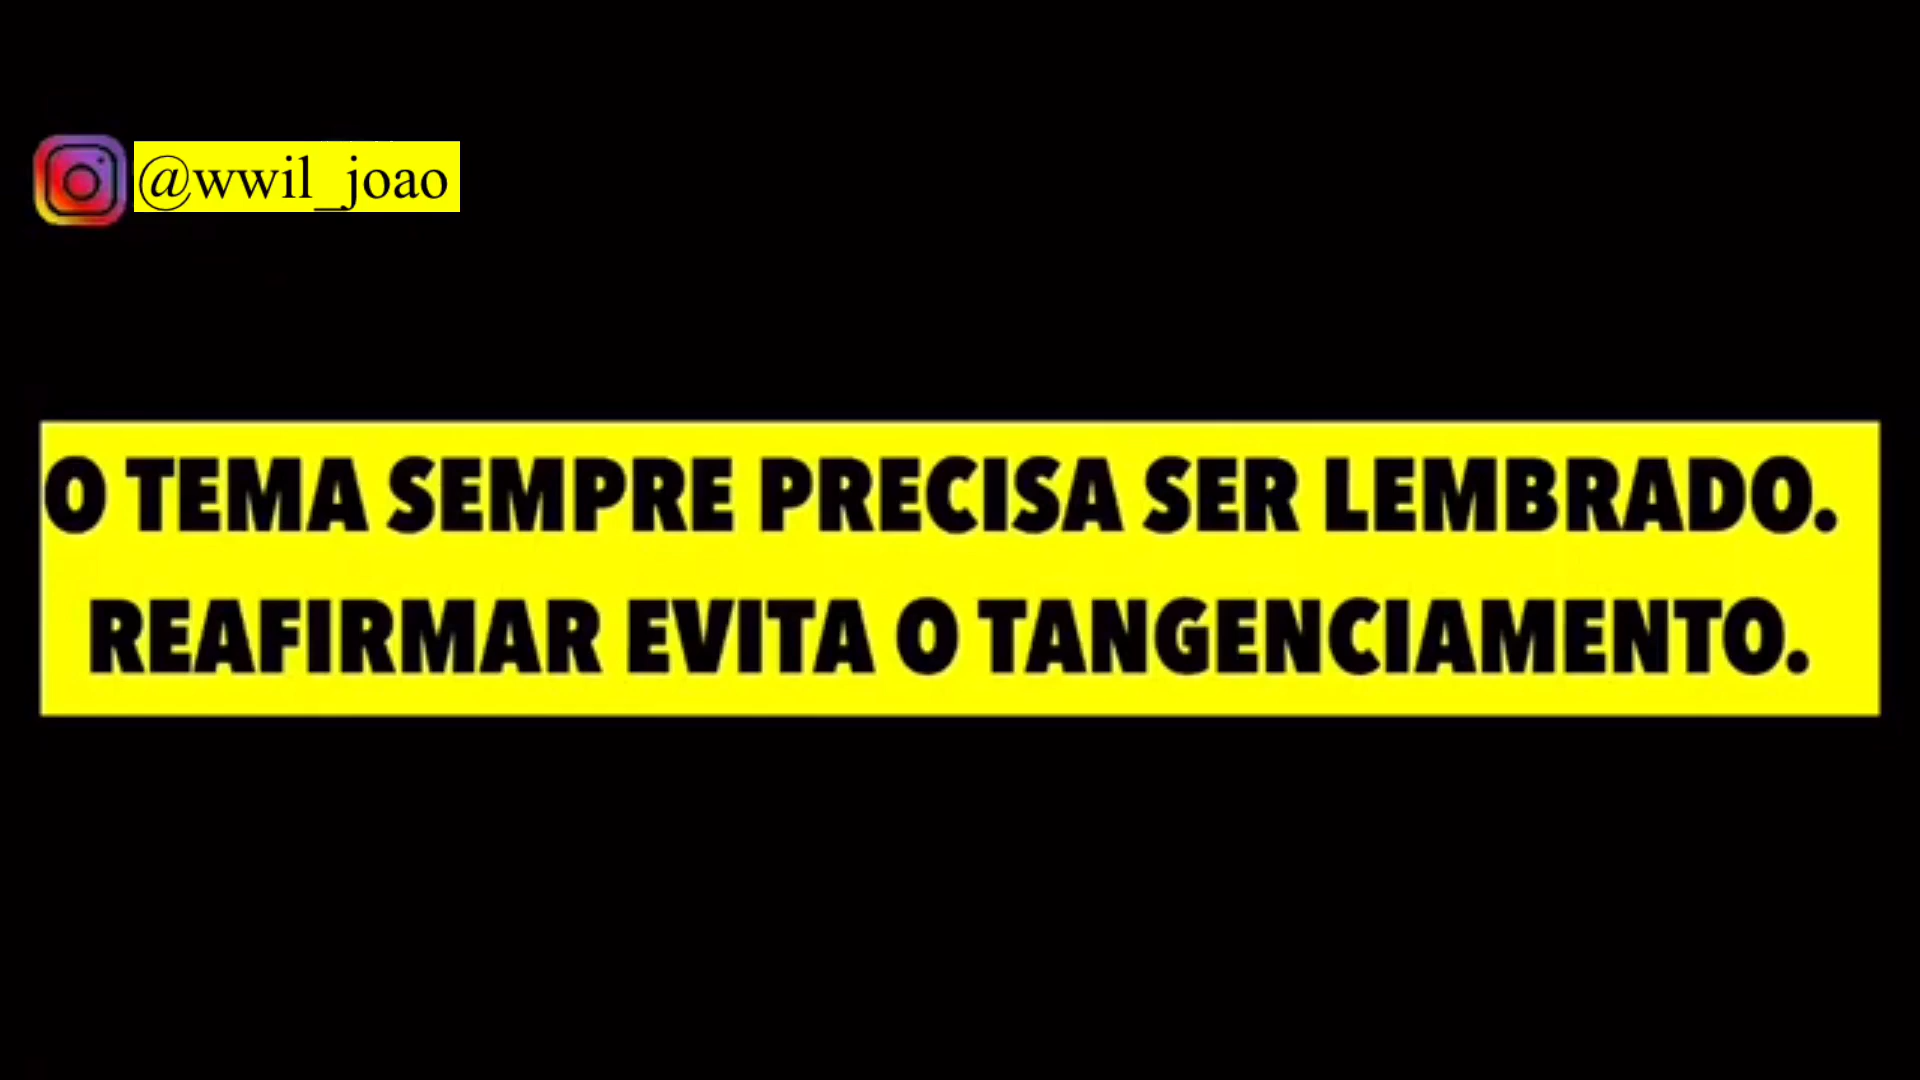 @wwil_joao
O TEMA SEMPRE PRECISA SER LEMBRADO.
REAFIRMAR EVITA O TANGENCIAMENTO.